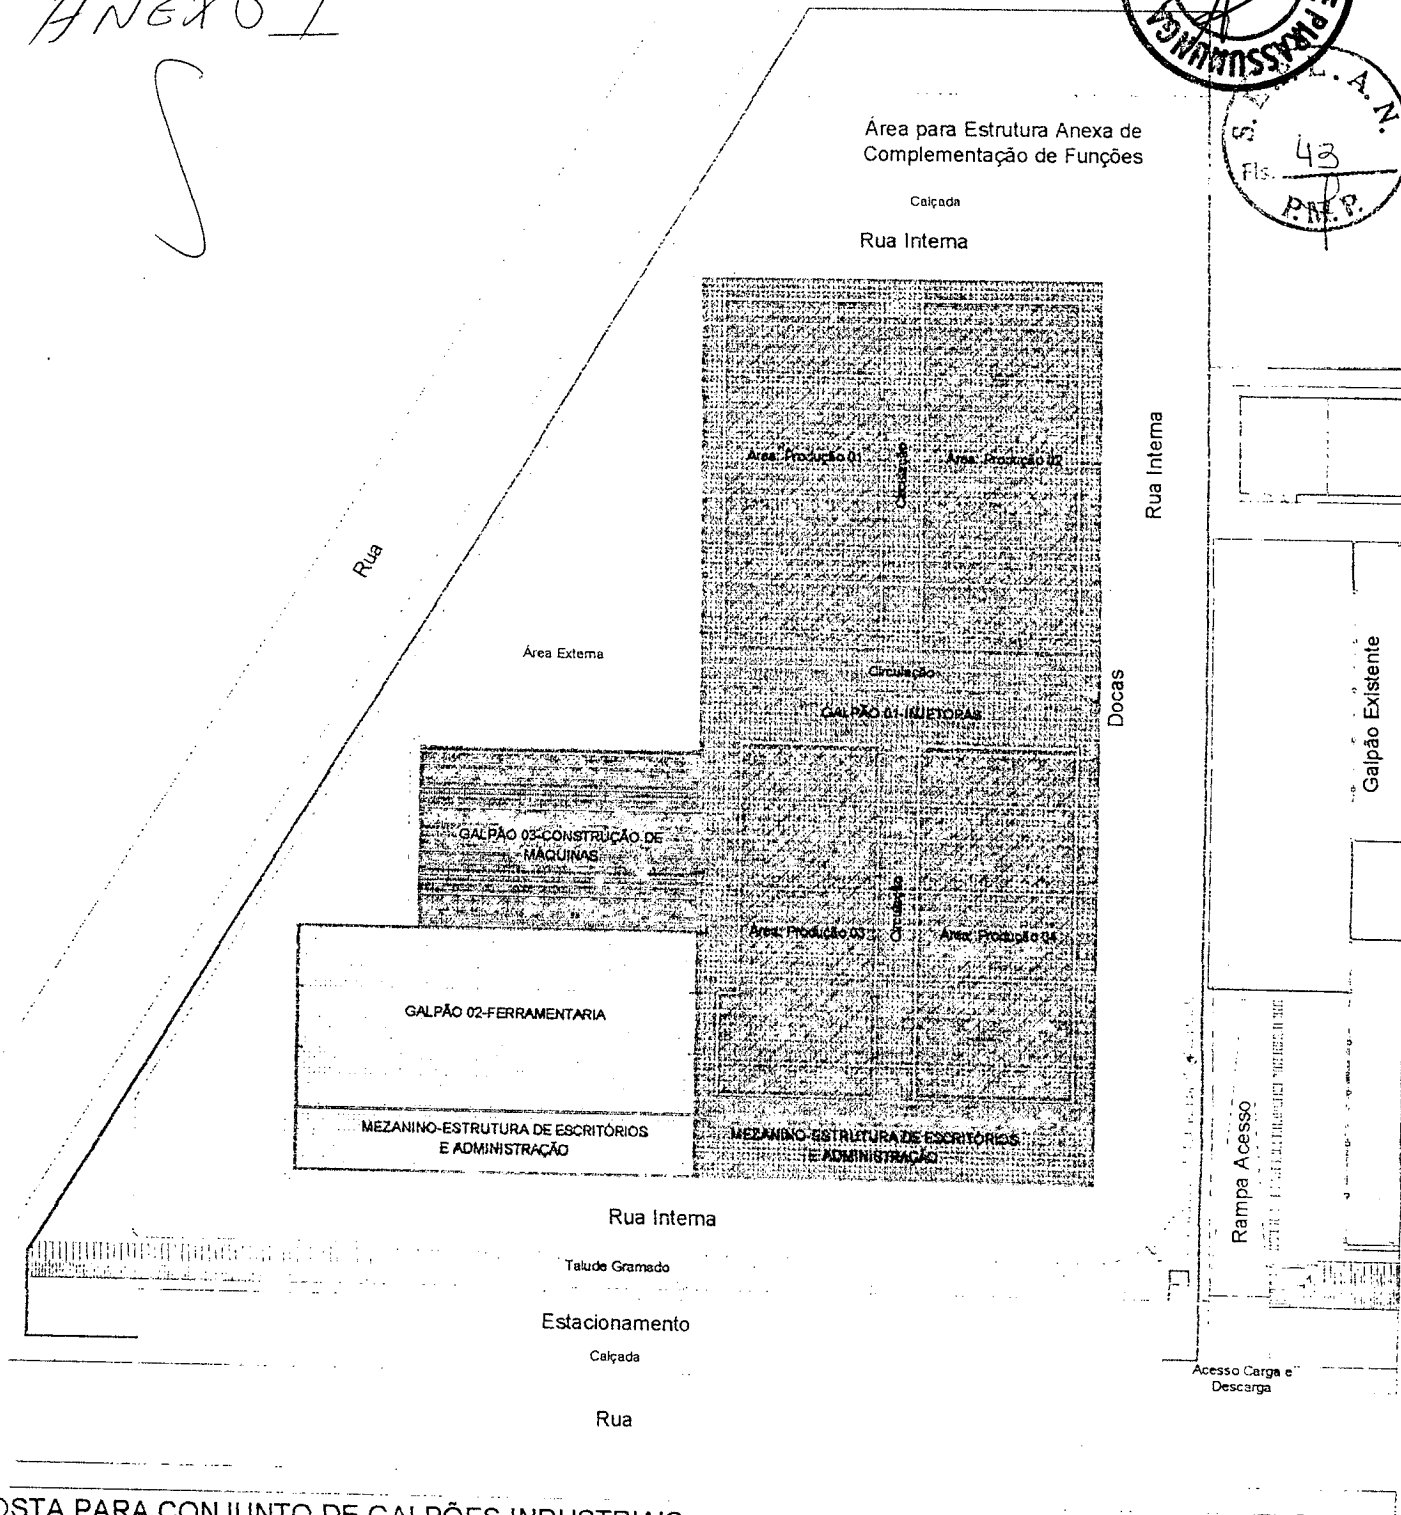 ANEXO I
E PIRASSUNUNGA
S. E. P. L. A. N.
Fls. 43
P.M.P.
Área para Estrutura Anexa de
Complementação de Funções
Calçada
Rua Interna
Área: Produção 01
Circulação
Área: Produção 02
Rua Interna
Rua
Área Externa
Circulação
GALPÃO 01-INJETORAS
Docas
Galpão Existente
GALPÃO 03-CONSTRUÇÃO DE
MÁQUINAS
Área: Produção 03
Circulação
Área: Produção 04
GALPÃO 02-FERRAMENTARIA
MEZANINO-ESTRUTURA DE ESCRITÓRIOS
E ADMINISTRAÇÃO
MEZANINO-ESTRUTURA DE ESCRITÓRIOS
E ADMINISTRAÇÃO
Rampa Acesso
Rua Interna
Talude Gramado
Estacionamento
Calçada
Acesso Carga e
Descarga
Rua
OSTA PARA CONJUNTO DE GALPÕES INDUSTRIAIS